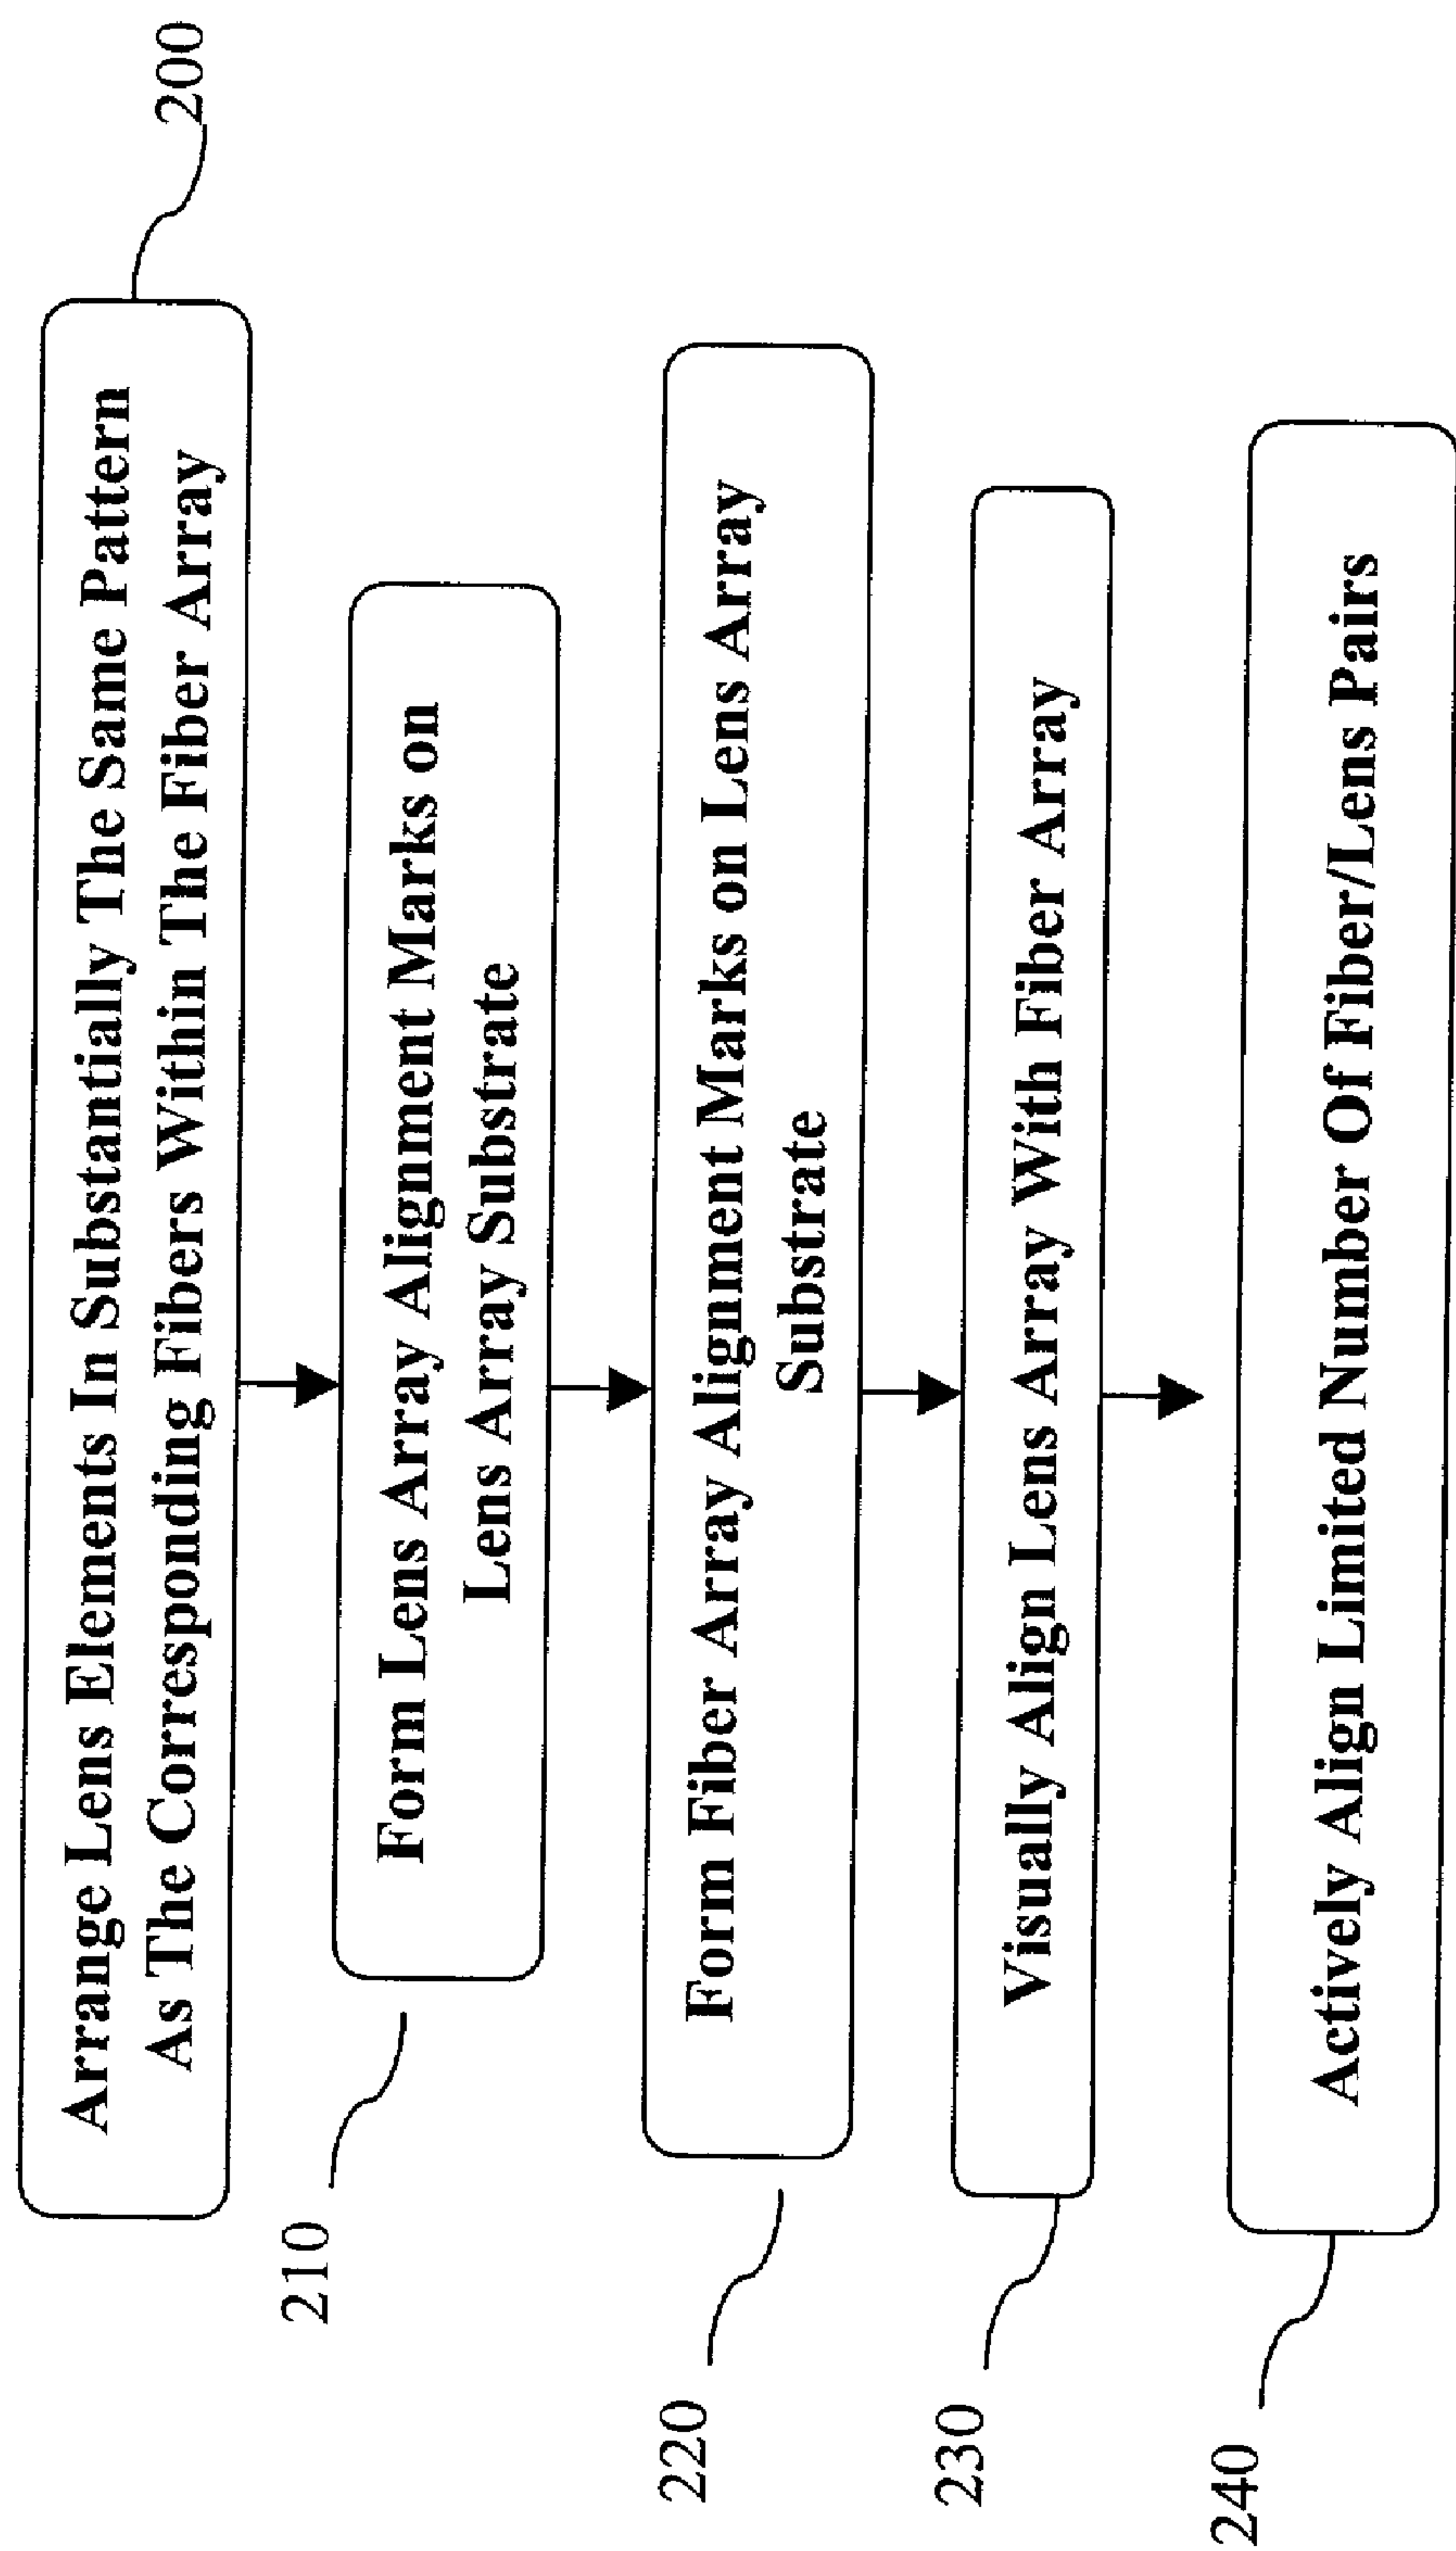 200
Arrange Lens Elements In Substantially The Same Pattern
As The Corresponding Fibers Within The Fiber Array
210
Form Lens Array Alignment Marks on
Lens Array Substrate
220
Form Fiber Array Alignment Marks on Lens Array
Substrate
230
Visually Align Lens Array With Fiber Array
240
Actively Align Limited Number Of Fiber/Lens Pairs